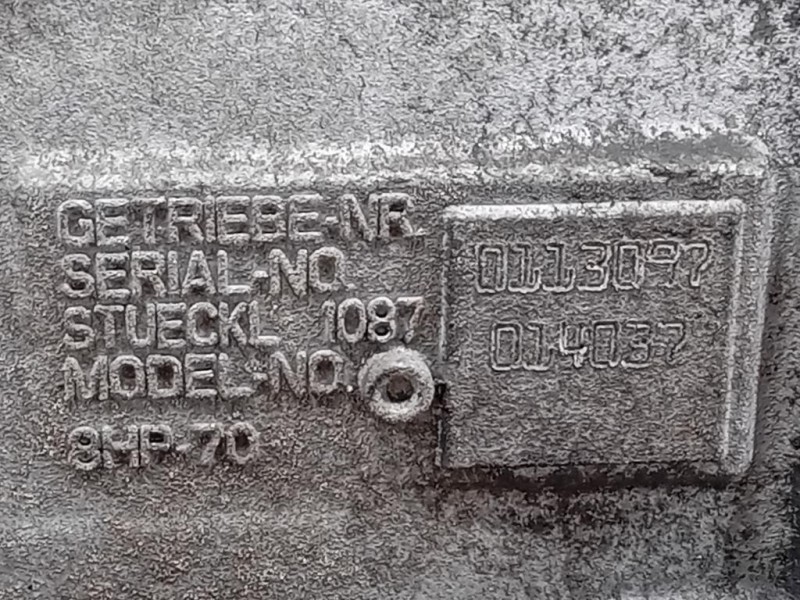 GETRIEBE-NR.
SERIAL-NO.
STUECKL 1087
MODEL-NO.
8HP-70
0113097
014037